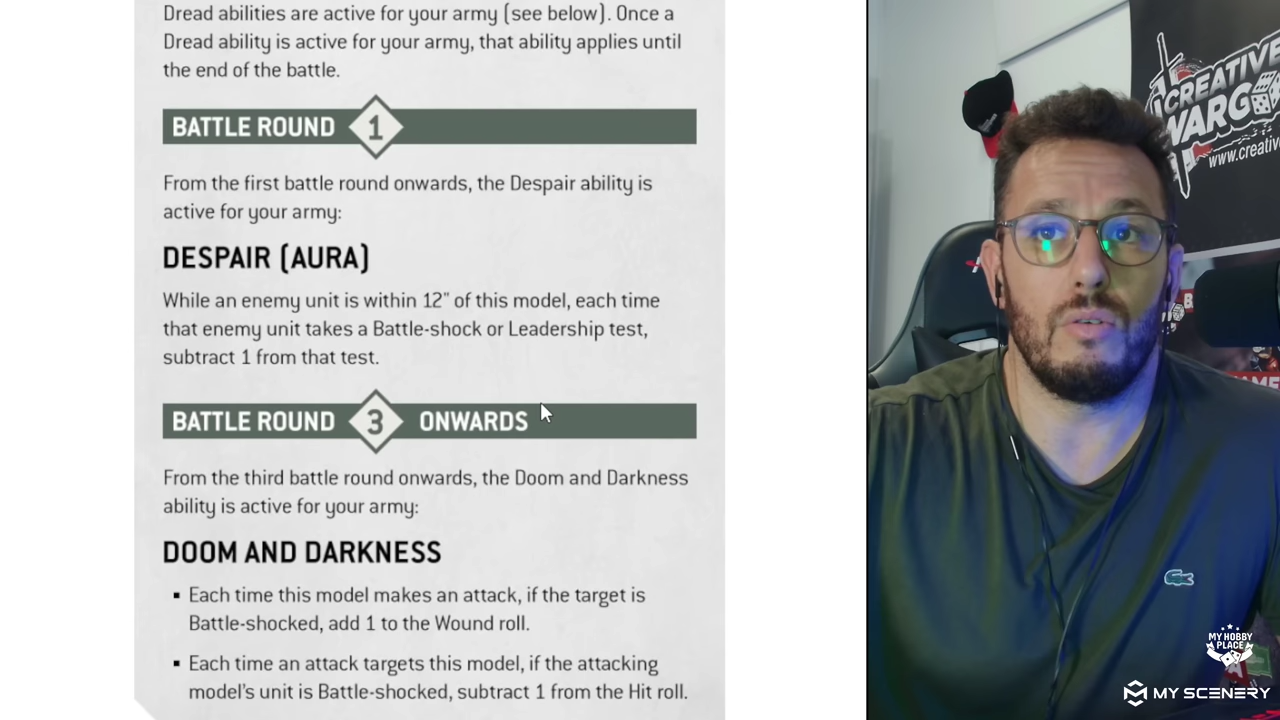 Dread abilities are active for your army (see below). Once a
Dread ability is active for your army, that ability applies until
the end of the battle.
BATTLE ROUND 1
From the first battle round onwards, the Despair ability is
active for your army:
DESPAIR (AURA)
While an enemy unit is within 12" of this model, each time
that enemy unit takes a Battle-shock or Leadership test,
subtract 1 from that test.
BATTLE ROUND 3 ONWARDS
From the third battle round onwards, the Doom and Darkness
ability is active for your army:
DOOM AND DARKNESS
▪ Each time this model makes an attack, if the target is
Battle-shocked, add 1 to the Wound roll.
▪ Each time an attack targets this model, if the attacking
model's unit is Battle-shocked, subtract 1 from the Hit roll.
CREATIVE
WARG
www.creative
MY HOBBY
PLACE
MY SCENERY